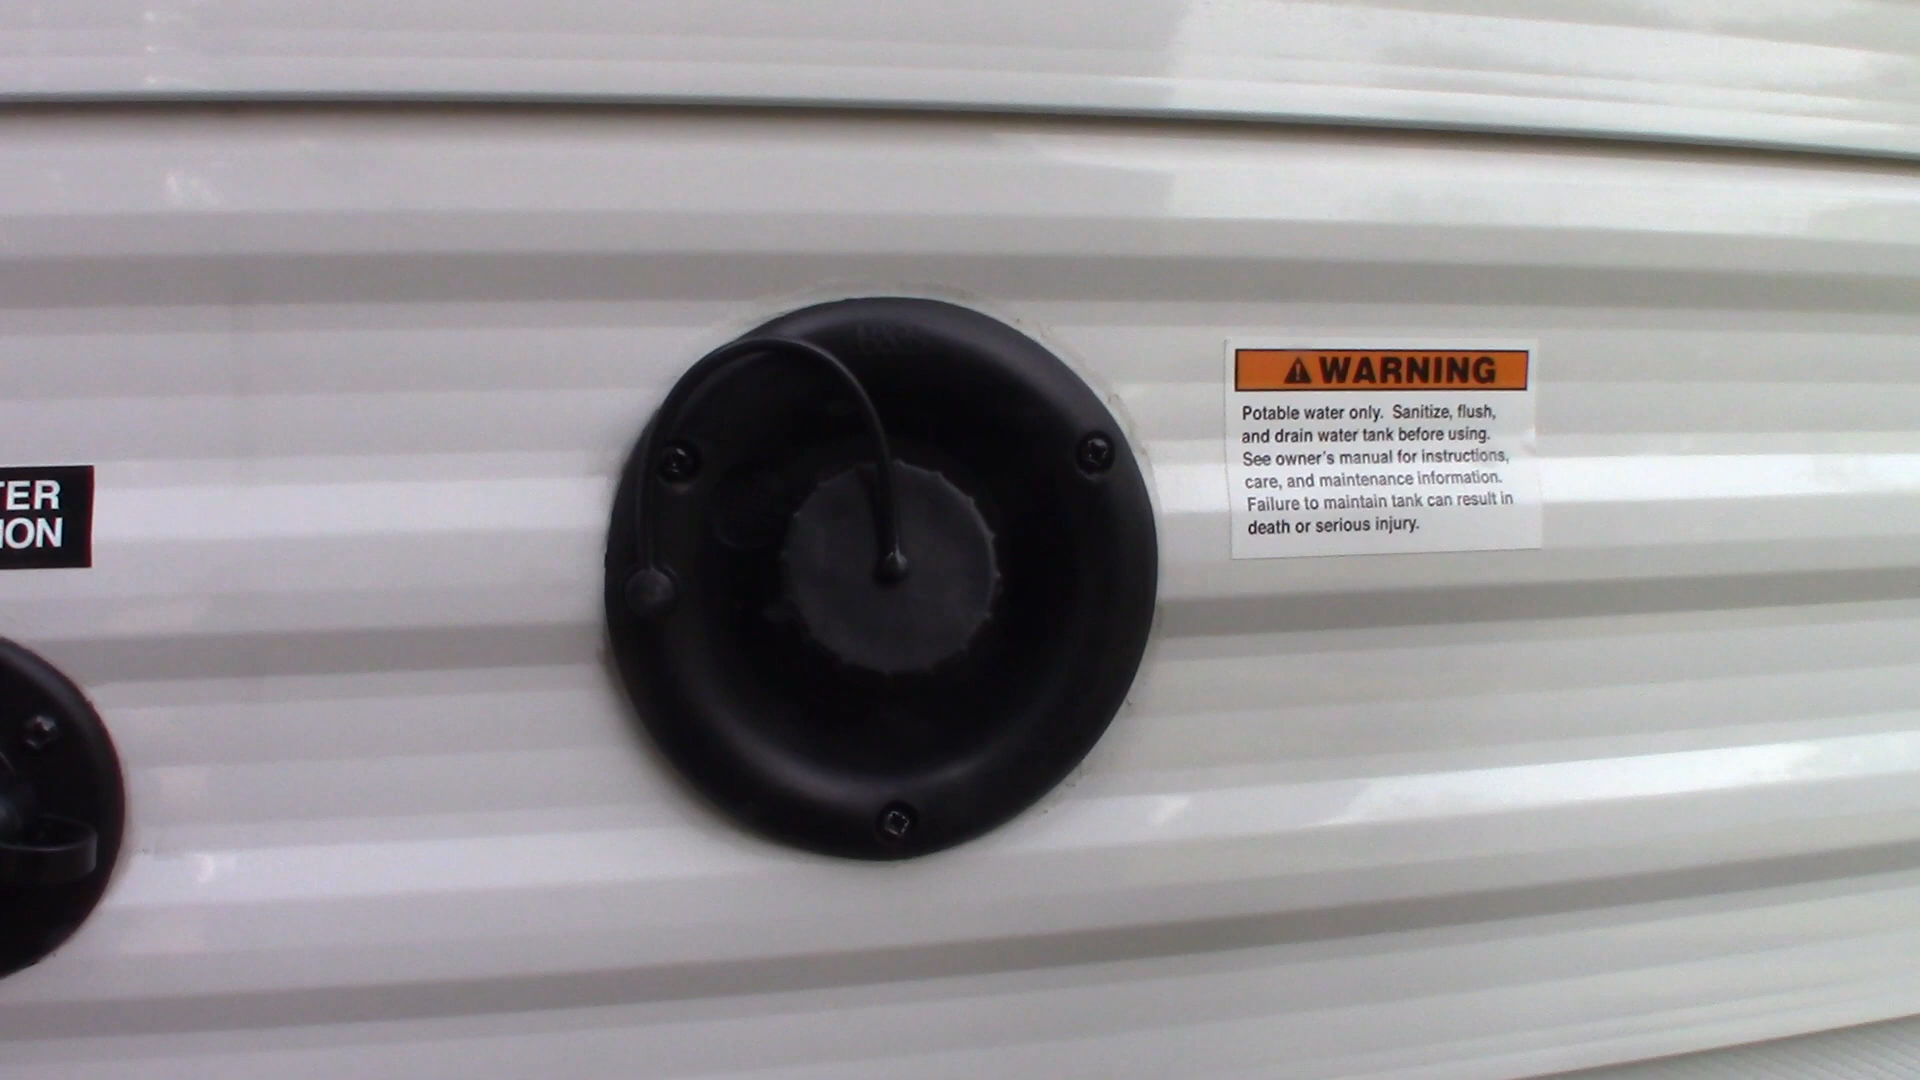 TER
ION
WARNING
Potable water only. Sanitize, flush,
and drain water tank before using.
See owner's manual for instructions,
care, and maintenance information.
Failure to maintain tank can result in
death or serious injury.